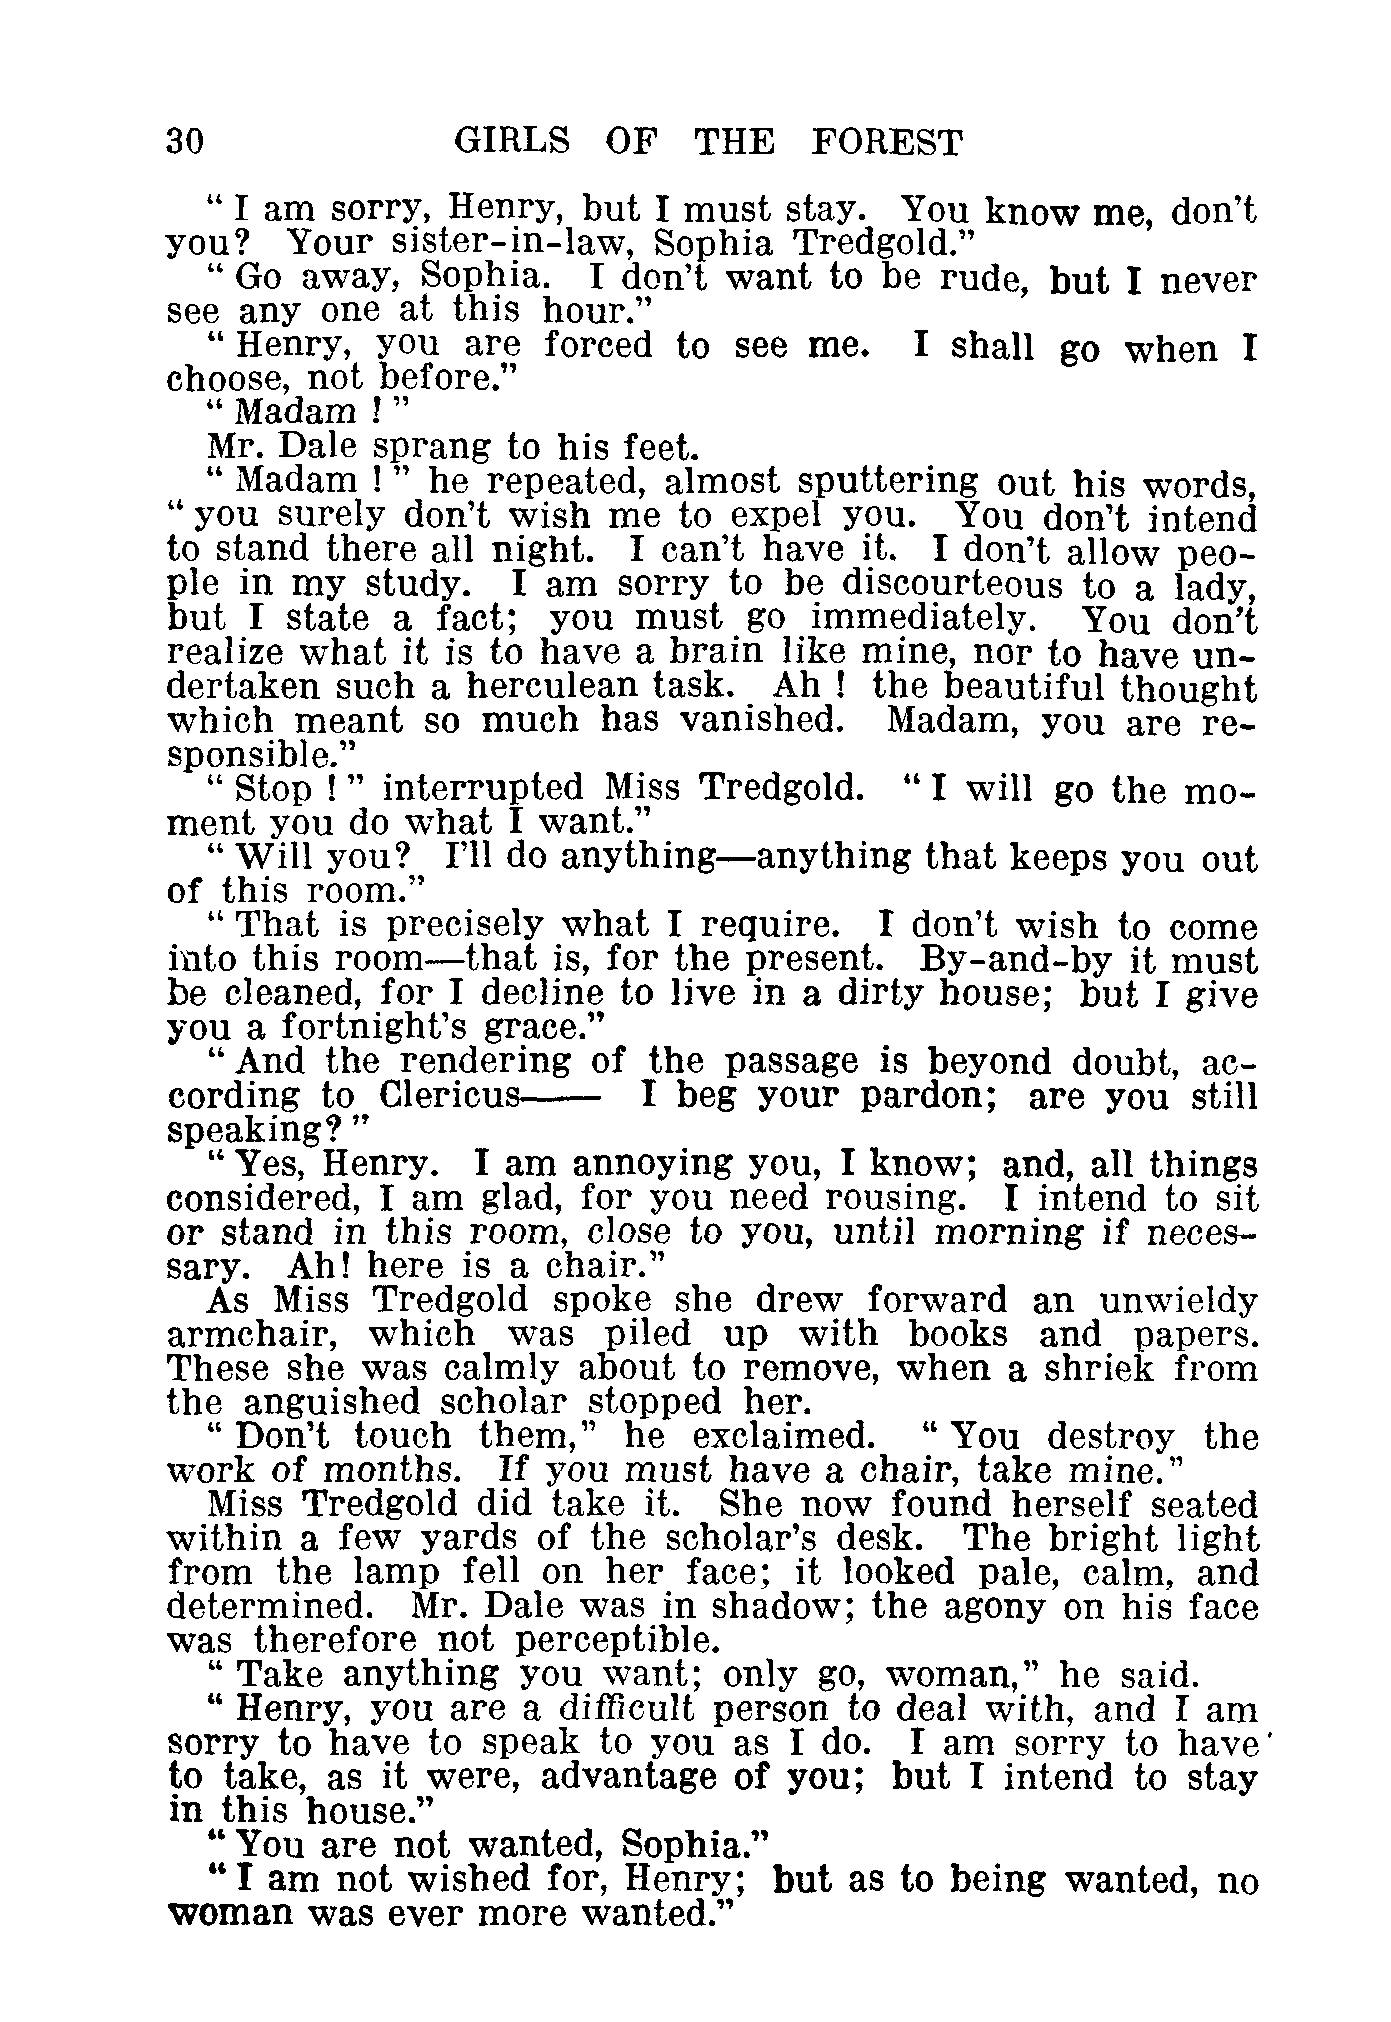 30 GIRLS OF THE FOREST
“ I am sorry, Henry, but I must stay. You know me, don’t
you? Your sister-in-law, Sophia Tredgold.”
“ Go away, Sophia. I don’t want to be rude, but I never
see any one at this hour.”
“ Henry, you are forced to see me. I shall go when I
choose, not before.”
“ Madam ! ”
Mr. Dale sprang to his feet.
“ Madam ! ” he repeated, almost sputtering out his words,
“ you surely don’t wish me to expel you. You don’t intend
to stand there all night. I can’t have it. I don’t allow peo-
ple in my study. I am sorry to be discourteous to a lady,
but I state a fact; you must go immediately. You don’t
realize what it is to have a brain like mine, nor to have un-
dertaken such a herculean task. Ah ! the beautiful thought
which meant so much has vanished. Madam, you are re-
sponsible.”
“ Stop ! ” interrupted Miss Tredgold. “ I will go the mo-
ment you do what I want.”
“ Will you? I’ll do anything—anything that keeps you out
of this room.”
“ That is precisely what I require. I don’t wish to come
into this room—that is, for the present. By-and-by it must
be cleaned, for I decline to live in a dirty house; but I give
you a fortnight’s grace.”
“ And the rendering of the passage is beyond doubt, ac-
cording to Clericus—— I beg your pardon; are you still
speaking? ”
“ Yes, Henry. I am annoying you, I know; and, all things
considered, I am glad, for you need rousing. I intend to sit
or stand in this room, close to you, until morning if neces-
sary. Ah! here is a chair.”
As Miss Tredgold spoke she drew forward an unwieldy
armchair, which was piled up with books and papers.
These she was calmly about to remove, when a shriek from
the anguished scholar stopped her.
“ Don’t touch them,” he exclaimed. “ You destroy the
work of months. If you must have a chair, take mine.”
Miss Tredgold did take it. She now found herself seated
within a few yards of the scholar’s desk. The bright light
from the lamp fell on her face; it looked pale, calm, and
determined. Mr. Dale was in shadow; the agony on his face
was therefore not perceptible.
“ Take anything you want; only go, woman,” he said.
“ Henry, you are a difficult person to deal with, and I am
sorry to have to speak to you as I do. I am sorry to have
to take, as it were, advantage of you; but I intend to stay
in this house.”
“ You are not wanted, Sophia.”
“ I am not wished for, Henry; but as to being wanted, no
woman was ever more wanted.”